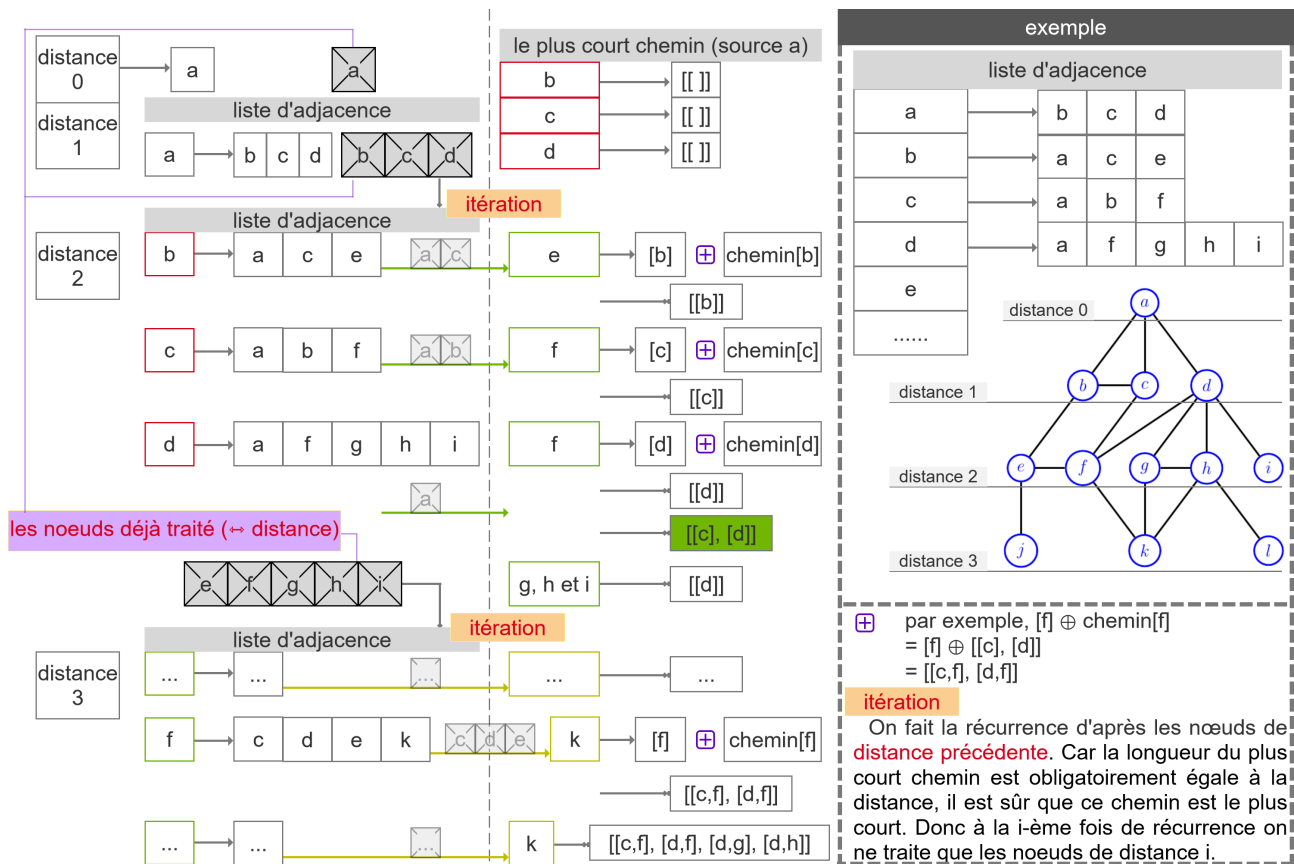 distance
0
a
a
liste d'adjacence
distance
1
a
b c d
b c d
le plus court chemin (source a)
b
[[ ]]
c
[[ ]]
d
[[ ]]
itération
liste d'adjacence
distance
2
b
a c e
a c
e
[b]
chemin[b]
[[b]]
c
a b f
a b
f
[c]
chemin[c]
[[c]]
d
a f g h i
f
[d]
chemin[d]
a
[[d]]
[[c], [d]]
les noeuds déjà traité (↔ distance)
e f g h i
g, h et i
[[d]]
itération
liste d'adjacence
distance
3
...
...
...
...
...
f
c d e k
c d e
k
[f]
chemin[f]
[[c,f], [d,f]]
...
...
...
k
[[c,f], [d,f], [d,g], [d,h]]
exemple
liste d'adjacence
a
b c d
b
a c e
c
a b f
d
a f g h i
e
......
distance 0
a
distance 1
b c d
distance 2
e f g h i
distance 3
j k l
par exemple, [f] ⊕ chemin[f]
= [f] ⊕ [[c], [d]]
= [[c,f], [d,f]]
itération
On fait la récurrence d'après les nœuds de
distance précédente. Car la longueur du plus
court chemin est obligatoirement égale à la
distance, il est sûr que ce chemin est le plus
court. Donc à la i-ème fois de récurrence on
ne traite que les noeuds de distance i.